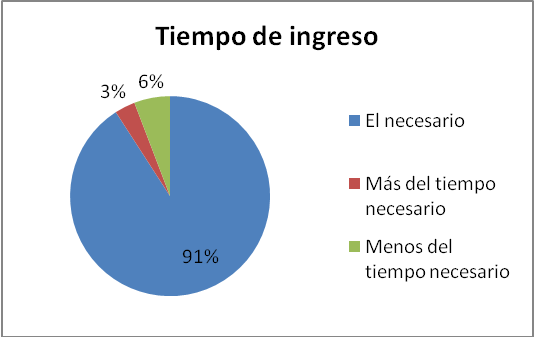 Tiempo de ingreso
3%
6%
91%
El necesario
Más del tiempo
necesario
Menos del
tiempo necesario